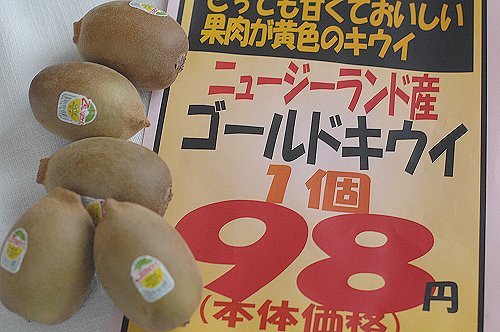 とっても甘くておいしい
果肉が黄色のキウイ
ニュージーランド産
ゴールドキウイ
1個
98円
(本体価格)